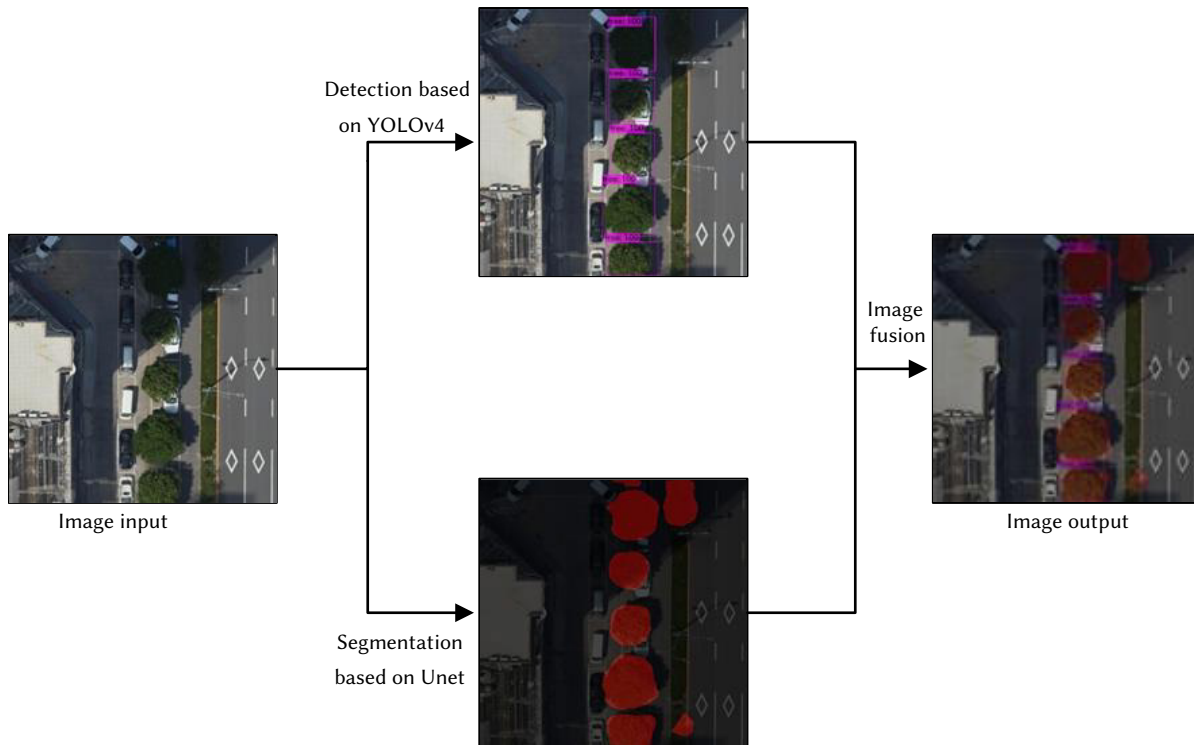 Detection based
on YOLOv4
Image input
Segmentation
based on Unet
Image
fusion
Image output